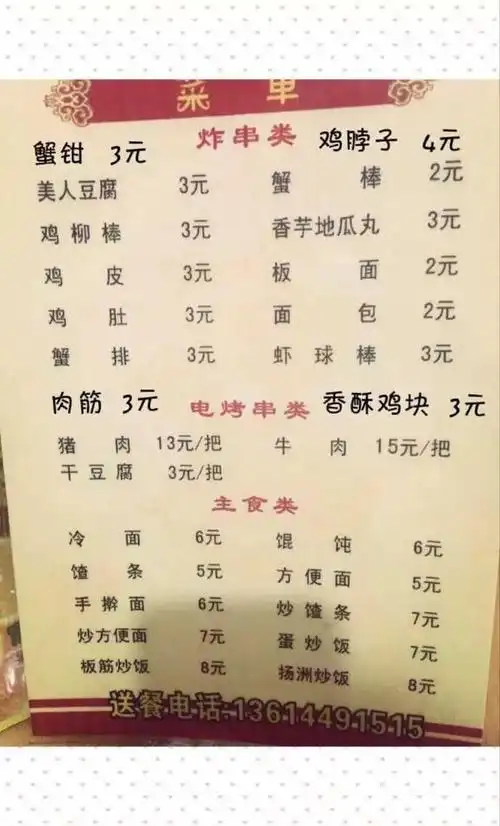 菜单
蟹钳 3元 炸串类 鸡脖子 4元
美人豆腐 3元 蟹棒 2元
鸡柳棒 3元 香芋地瓜丸 3元
鸡皮 3元 板面 2元
鸡肚 3元 面包 2元
蟹排 3元 虾球棒 3元
肉筋 3元 电烤串类 香酥鸡块 3元
猪肉 13元/把 牛肉 15元/把
干豆腐 3元/把
主食类
冷面 6元 馄饨 6元
馇条 5元 方便面 5元
手擀面 6元 炒馇条 7元
炒方便面 7元 蛋炒饭 7元
板筋炒饭 8元 扬洲炒饭 8元
送餐电话:13614491515